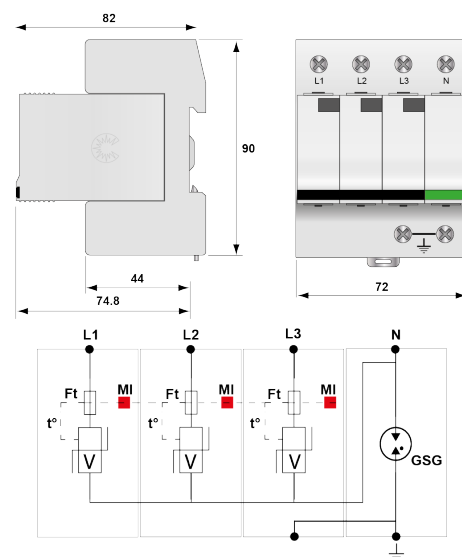 82
L1 L2 L3 N
90
44
74.8
72
L1 L2 L3 N
Ft MI Ft MI Ft MI
t° t° t°
V V V
GSG